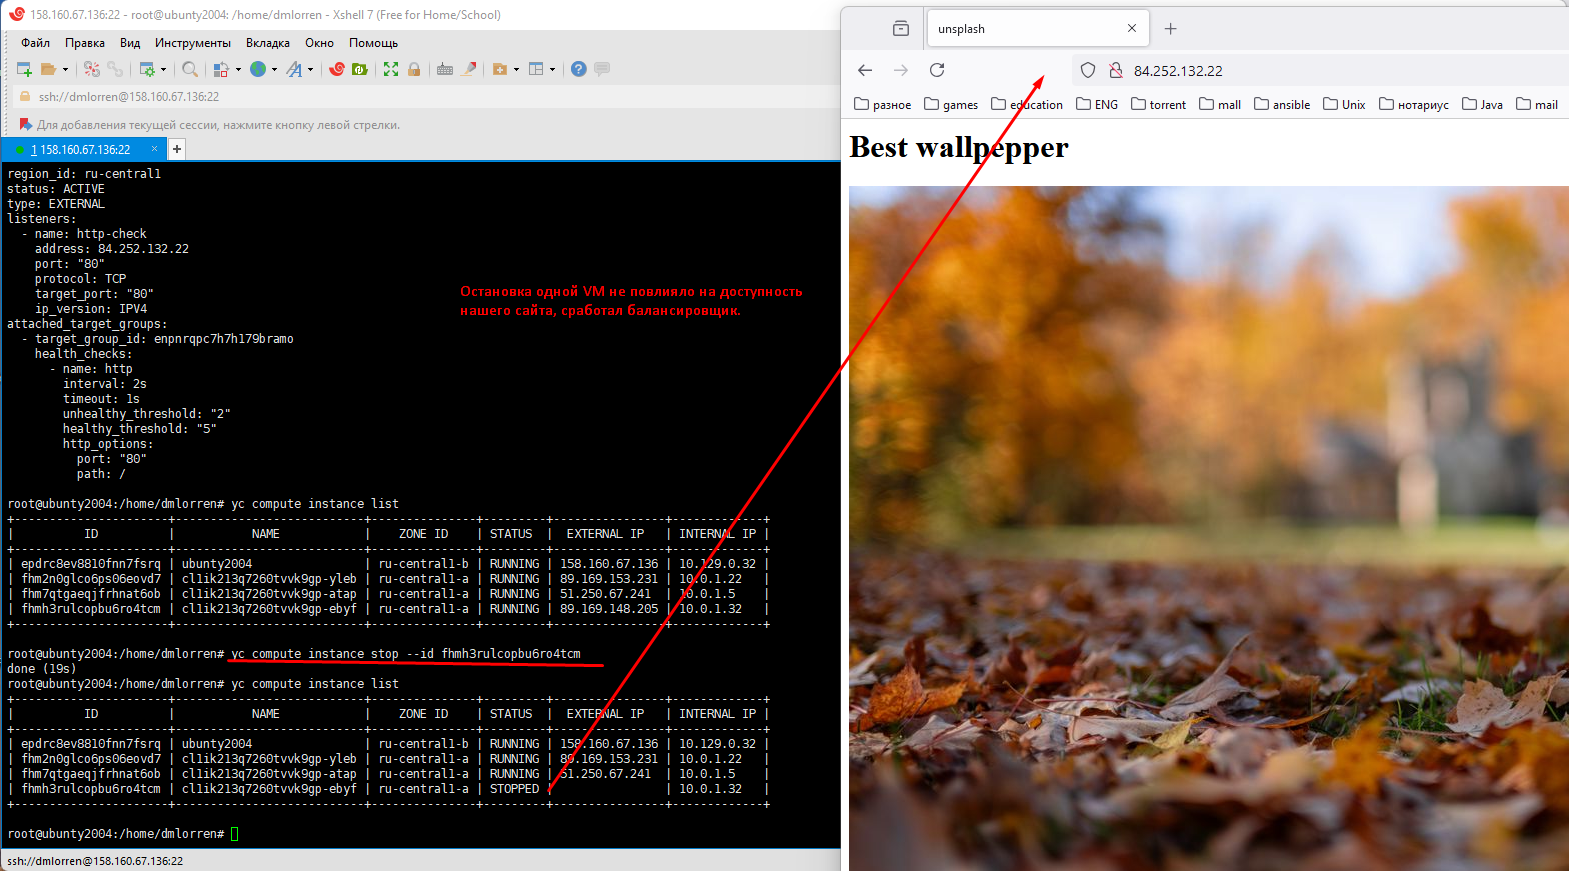 158.160.67.136:22 - root@ubunty2004: /home/dmlorren - Xshell 7 (Free for Home/School)
Файл Правка Вид Инструменты Вкладка Окно Помощь
ssh://dmlorren@158.160.67.136:22
Для добавления текущей сессии, нажмите кнопку левой стрелки.
1 158.160.67.136:22
region_id: ru-central1
status: ACTIVE
type: EXTERNAL
listeners:
  - name: http-check
    address: 84.252.132.22
    port: "80"
    protocol: TCP
    target_port: "80"
    ip_version: IPV4
attached_target_groups:
  - target_group_id: enpnrqpc7h7h179bramo
    health_checks:
      - name: http
        interval: 2s
        timeout: 1s
        unhealthy_threshold: "2"
        healthy_threshold: "5"
        http_options:
          port: "80"
          path: /
root@ubunty2004:/home/dmlorren# yc compute instance list
+----------------------+---------------------------+---------------+---------+----------------+-------------+
| ID | NAME | ZONE ID | STATUS | EXTERNAL IP | INTERNAL IP |
+----------------------+---------------------------+---------------+---------+----------------+-------------+
| epdrc8ev8810fnn7fsrq | ubunty2004 | ru-central1-b | RUNNING | 158.160.67.136 | 10.129.0.32 |
| fhm2n0glco6ps06eovd7 | cl1ik213q7260tvvk9gp-yleb | ru-central1-a | RUNNING | 89.169.153.231 | 10.0.1.22 |
| fhm7qtgaeqjfrhnat6ob | cl1ik213q7260tvvk9gp-atap | ru-central1-a | RUNNING | 51.250.67.241 | 10.0.1.5 |
| fhmh3rulcopbu6ro4tcm | cl1ik213q7260tvvk9gp-ebyf | ru-central1-a | RUNNING | 89.169.148.205 | 10.0.1.32 |
+----------------------+---------------------------+---------------+---------+----------------+-------------+
root@ubunty2004:/home/dmlorren# yc compute instance stop --id fhmh3rulcopbu6ro4tcm
done (19s)
root@ubunty2004:/home/dmlorren# yc compute instance list
+----------------------+---------------------------+---------------+---------+----------------+-------------+
| ID | NAME | ZONE ID | STATUS | EXTERNAL IP | INTERNAL IP |
+----------------------+---------------------------+---------------+---------+----------------+-------------+
| epdrc8ev8810fnn7fsrq | ubunty2004 | ru-central1-b | RUNNING | 158.160.67.136 | 10.129.0.32 |
| fhm2n0glco6ps06eovd7 | cl1ik213q7260tvvk9gp-yleb | ru-central1-a | RUNNING | 89.169.153.231 | 10.0.1.22 |
| fhm7qtgaeqjfrhnat6ob | cl1ik213q7260tvvk9gp-atap | ru-central1-a | RUNNING | 51.250.67.241 | 10.0.1.5 |
| fhmh3rulcopbu6ro4tcm | cl1ik213q7260tvvk9gp-ebyf | ru-central1-a | STOPPED | | 10.0.1.32 |
+----------------------+---------------------------+---------------+---------+----------------+-------------+
root@ubunty2004:/home/dmlorren#
ssh://dmlorren@158.160.67.136:22
Остановка одной VM не повлияло на доступность
нашего сайта, сработал балансировщик.
unsplash
84.252.132.22
разное games education ENG torrent mall ansible Unix нотариус Java mail
Best wallpepper